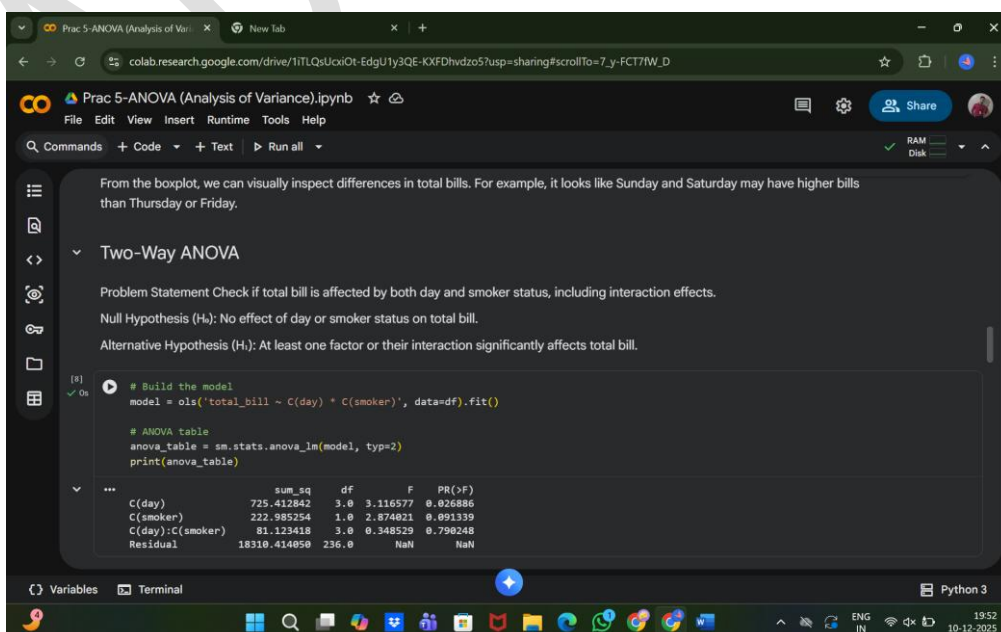 Prac 5-ANOVA (Analysis of Vari
New Tab
colab.research.google.com/drive/1iTLQsUcxiOt-EdgU1y3QE-KXFDhvdzo5?usp=sharing#scrollTo=7_y-FCT7fW_D
Prac 5-ANOVA (Analysis of Variance).ipynb
Share
File Edit View Insert Runtime Tools Help
Commands + Code + Text Run all
RAM
Disk
From the boxplot, we can visually inspect differences in total bills. For example, it looks like Sunday and Saturday may have higher bills
than Thursday or Friday.
Two-Way ANOVA
Problem Statement Check if total bill is affected by both day and smoker status, including interaction effects.
Null Hypothesis (H₀): No effect of day or smoker status on total bill.
Alternative Hypothesis (H₁): At least one factor or their interaction significantly affects total bill.
[8]
0s
# Build the model
model = ols('total_bill ~ C(day) * C(smoker)', data=df).fit()
# ANOVA table
anova_table = sm.stats.anova_lm(model, typ=2)
print(anova_table)
... sum_sq df F PR(>F)
C(day) 725.412842 3.0 3.116577 0.026886
C(smoker) 222.985254 1.0 2.874021 0.091339
C(day):C(smoker) 81.123418 3.0 0.348529 0.790248
Residual 18310.414050 236.0 NaN NaN
{} Variables Terminal
Python 3
4
ENG
IN
19:52
10-12-2025